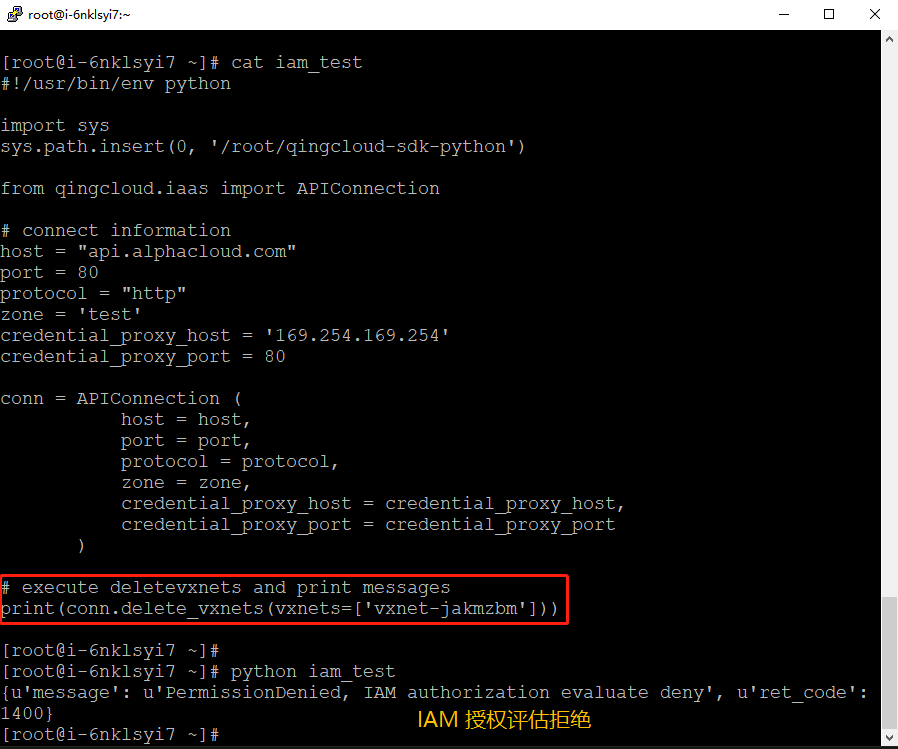 root@i-6nklsyi7:~
[root@i-6nklsyi7 ~]# cat iam_test
#!/usr/bin/env python
import sys
sys.path.insert(0, '/root/qingcloud-sdk-python')
from qingcloud.iaas import APIConnection
# connect information
host = "api.alphacloud.com"
port = 80
protocol = "http"
zone = 'test'
credential_proxy_host = '169.254.169.254'
credential_proxy_port = 80
conn = APIConnection (
host = host,
port = port,
protocol = protocol,
zone = zone,
credential_proxy_host = credential_proxy_host,
credential_proxy_port = credential_proxy_port
)
# execute deletevxnets and print messages
print(conn.delete_vxnets(vxnets=['vxnet-jakmzbm']))
[root@i-6nklsyi7 ~]#
[root@i-6nklsyi7 ~]# python iam_test
{u'message': u'PermissionDenied, IAM authorization evaluate deny', u'ret_code':
1400}
IAM 授权评估拒绝
[root@i-6nklsyi7 ~]#